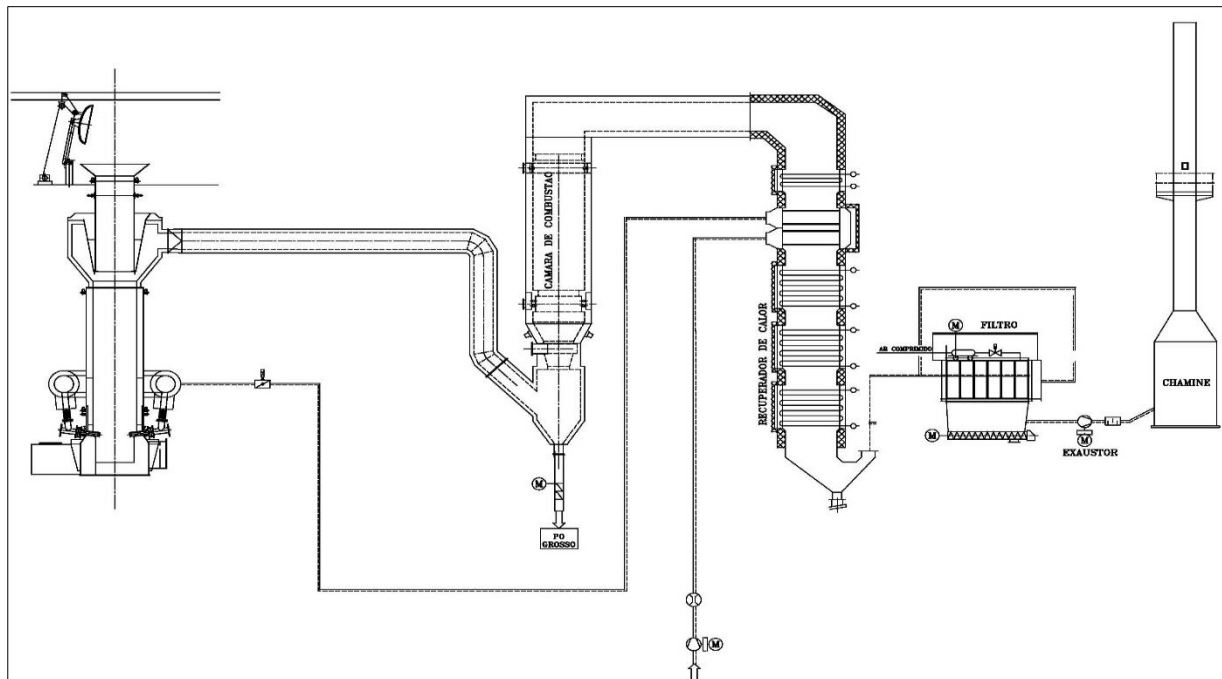 CAMARA DE COMBUSTAO
RECUPERADOR DE CALOR
M
FILTRO
AR COMPRIMIDO
CHAMINE
M
M
EXAUSTOR
M
PO
GROSSO
M